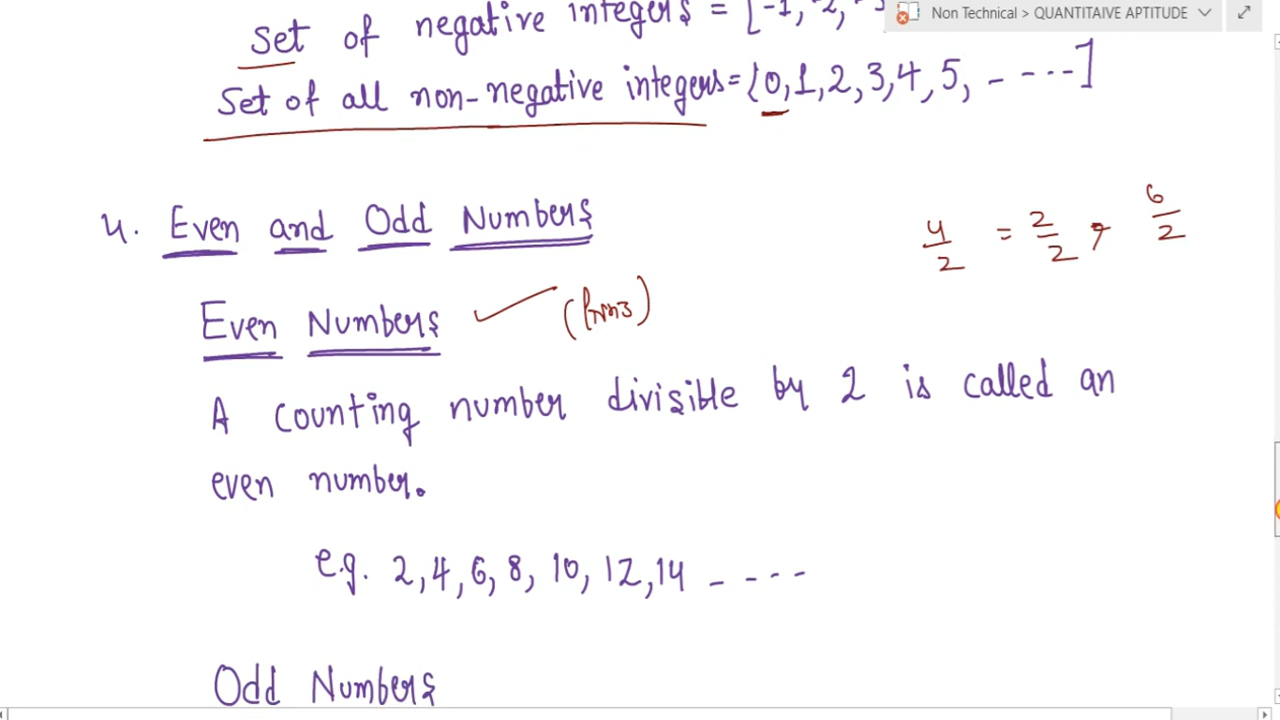 Non Technical > QUANTITAIVE APTITUDE
Set of negative integers = [-1, -2, -3
Set of all non-negative integers = [0, 1, 2, 3, 4, 5, - - - - -]
4. Even and Odd Numbers
4/2 = 2/2, 6/2
Even Numbers
A counting number divisible by 2 is called an
even number.
e.g. 2, 4, 6, 8, 10, 12, 14 - - - -
Odd Numbers